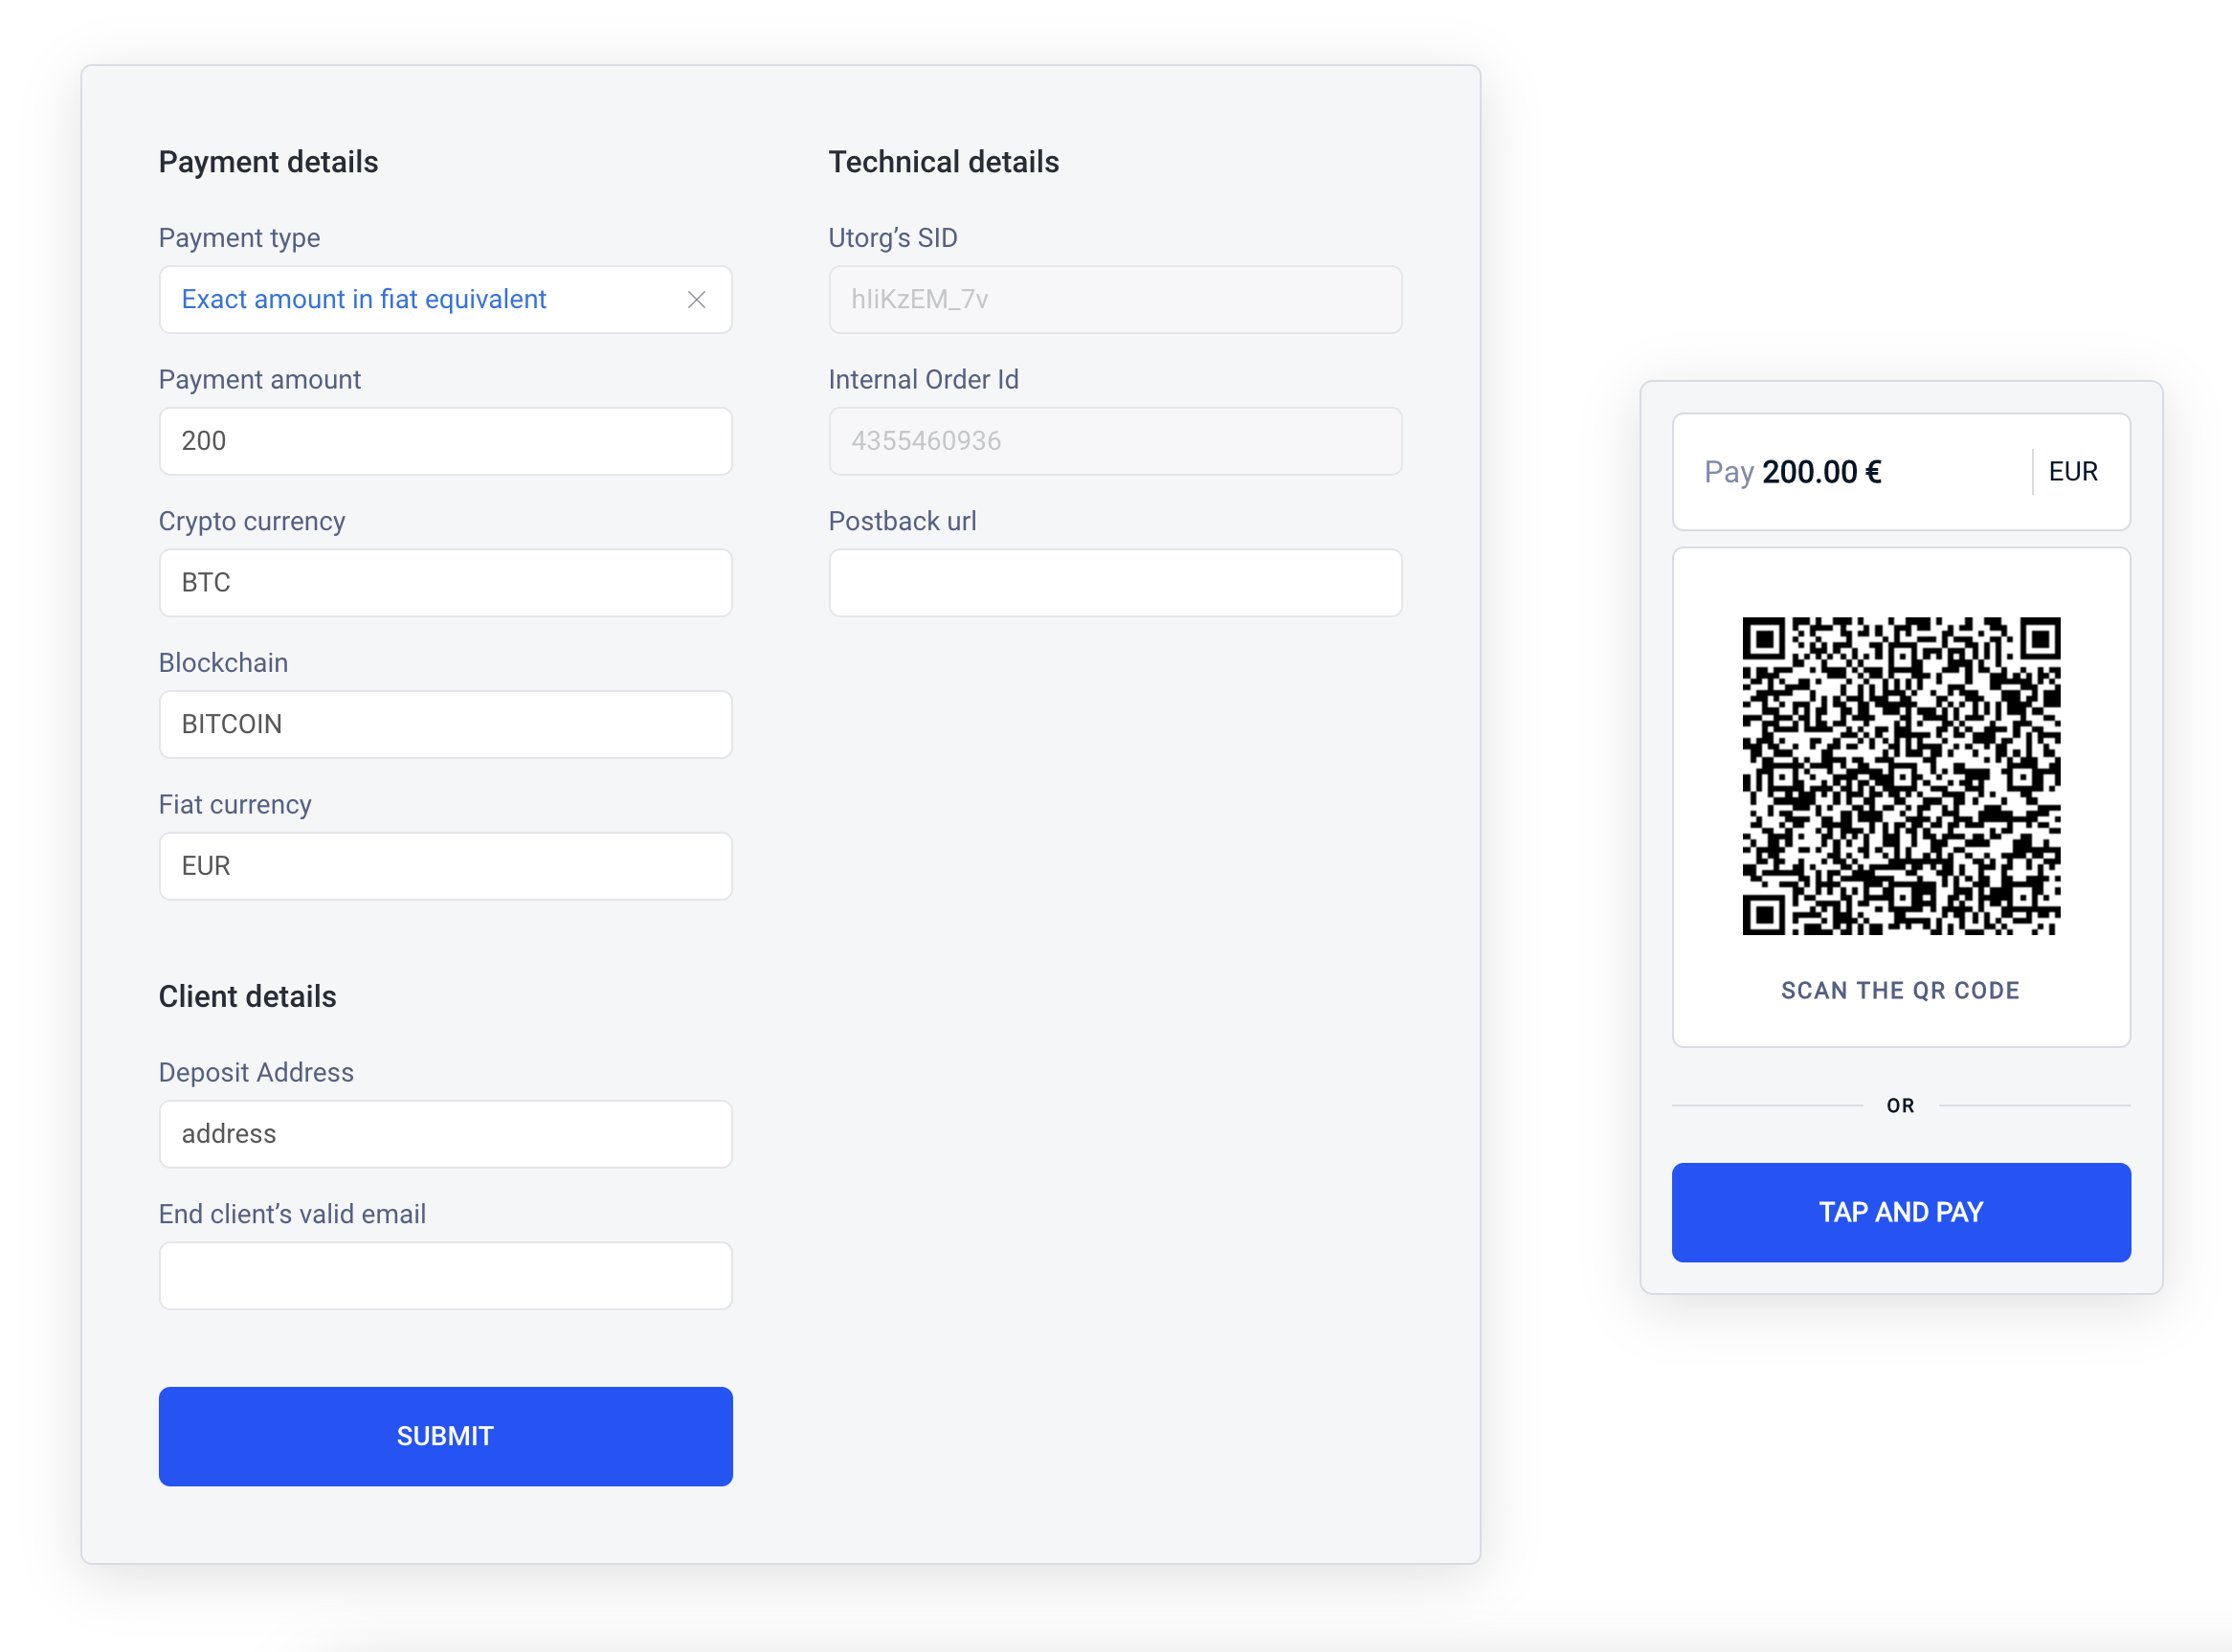 Payment details
Payment type
Exact amount in fiat equivalent
Payment amount
200
Crypto currency
BTC
Blockchain
BITCOIN
Fiat currency
EUR
Client details
Deposit Address
address
End client’s valid email
SUBMIT
Technical details
Utorg’s SID
hIiKzEM_7v
Internal Order Id
4355460936
Postback url
Pay 200.00 € EUR
SCAN THE QR CODE
OR
TAP AND PAY